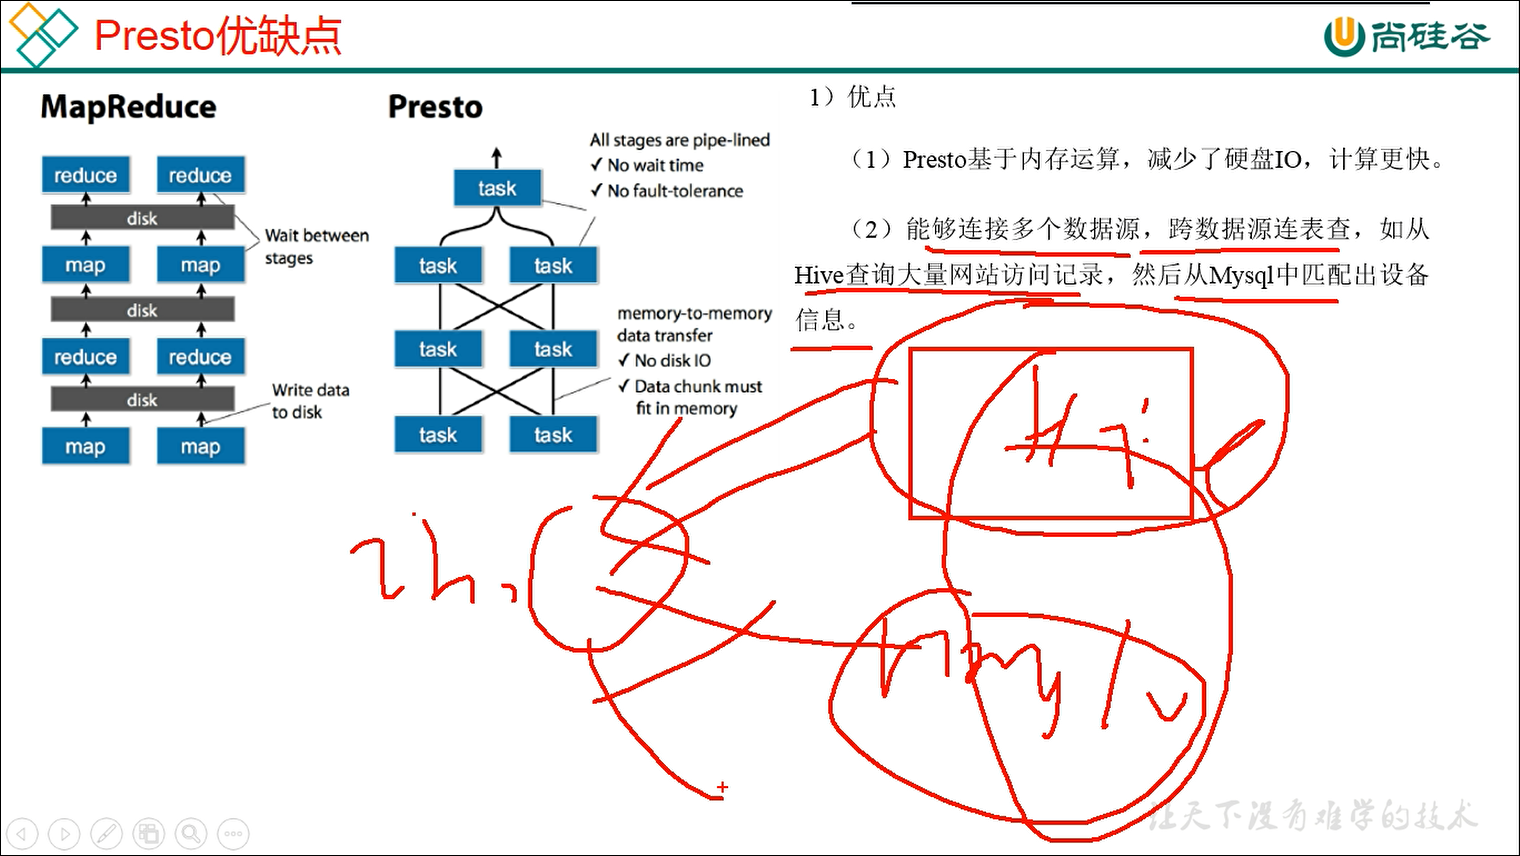 Presto优缺点
尚硅谷
MapReduce
reduce
reduce
disk
map
map
Wait between
stages
disk
reduce
reduce
disk
Write data
to disk
map
map
Presto
All stages are pipe-lined
✓ No wait time
✓ No fault-tolerance
task
task
task
memory-to-memory
data transfer
✓ No disk IO
✓ Data chunk must
fit in memory
task
task
task
task
1）优点
（1）Presto基于内存运算，减少了硬盘IO，计算更快。
（2）能够连接多个数据源，跨数据源连表查，如从
Hive查询大量网站访问记录，然后从Mysql中匹配出设备
信息。
让天下没有难学的技术